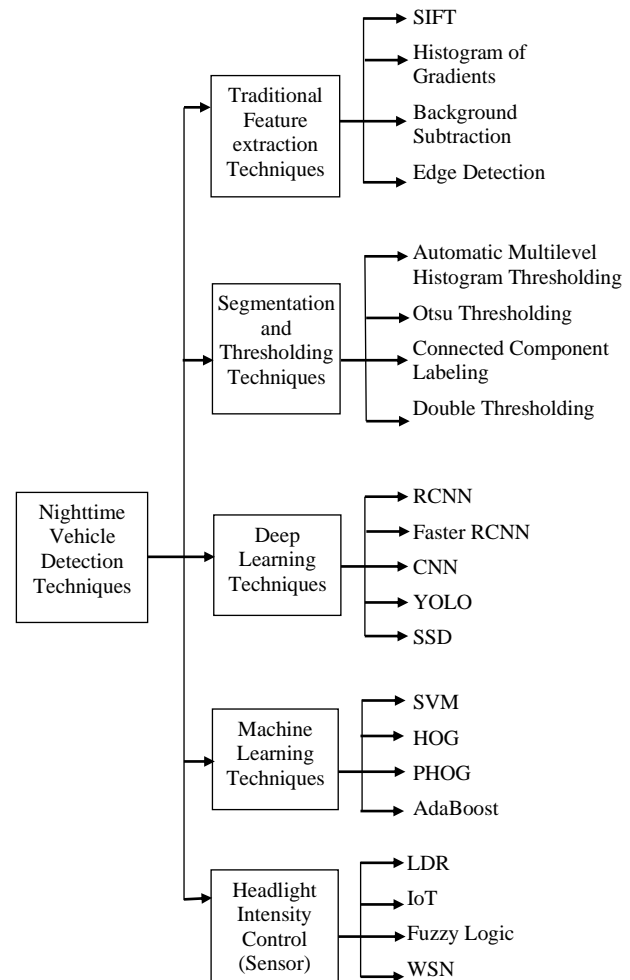 Nighttime
Vehicle
Detection
Techniques
Traditional
Feature
extraction
Techniques
SIFT
Histogram of
Gradients
Background
Subtraction
Edge Detection
Segmentation
and
Thresholding
Techniques
Automatic Multilevel
Histogram Thresholding
Otsu Thresholding
Connected Component
Labeling
Double Thresholding
Deep
Learning
Techniques
RCNN
Faster RCNN
CNN
YOLO
SSD
Machine
Learning
Techniques
SVM
HOG
PHOG
AdaBoost
Headlight
Intensity
Control
(Sensor)
LDR
IoT
Fuzzy Logic
WSN